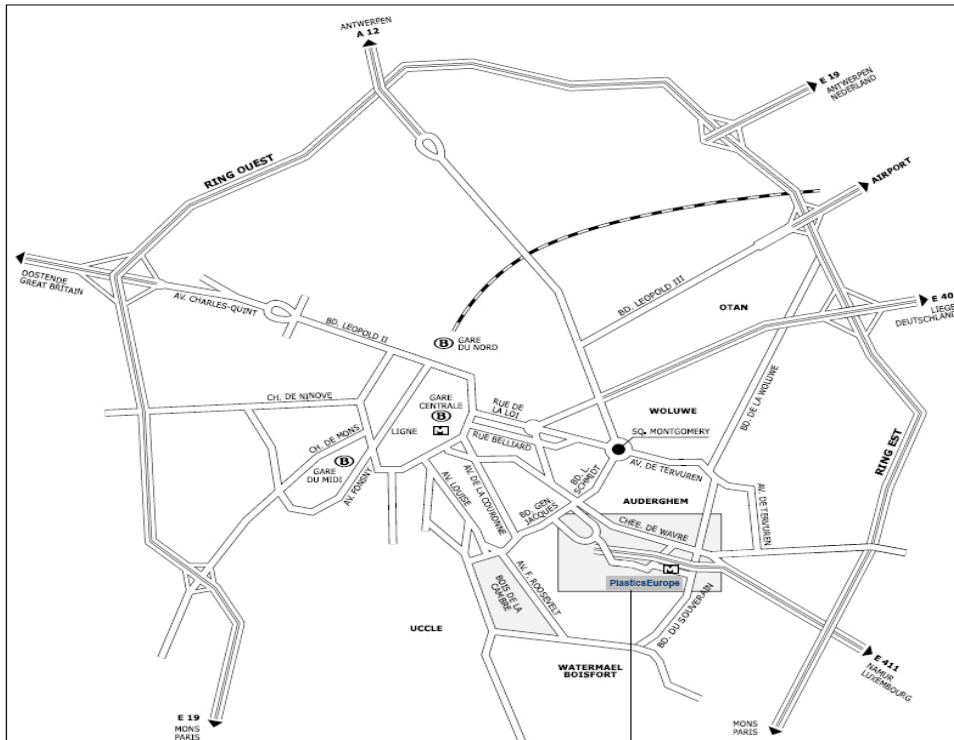 ANTWERPEN
A 12
E 19
ANTWERPEN
NEDERLAND
RING OUEST
AIRPORT
OOSTENDE
GREAT BRITAIN
AV. CHARLES-QUINT
BD. LEOPOLD II
BD. LEOPOLD III
OTAN
E 40
LIEGE
DEUTSCHLAND
B
GARE
DU NORD
CH. DE NINOVE
GARE
CENTRALE
B
M
LIGNE
RUE DE
LA LOI
RUE BELLIARD
WOLUWE
SQ. MONTGOMERY
BD. DE LA WOLUWE
CH. DE MONS
B
GARE
DU MIDI
AV. FONSNY
AV. LOUISE
AV. DE LA COURONNE
BD. GEN.
JACQUES
BD. L.
SCHMIDT
AV. DE TERVUREN
AV. DE TERVUREN
AUDERGHEM
CHEE. DE WAVRE
RING EST
M
PlasticsEurope
BOIS DE LA
CAMBRE
AV. F. ROOSEVELT
BD. DU SOUVERAIN
UCCLE
WATERMAEL
BOISFORT
E 411
NAMUR
LUXEMBOURG
E 19
MONS
PARIS
MONS
PARIS